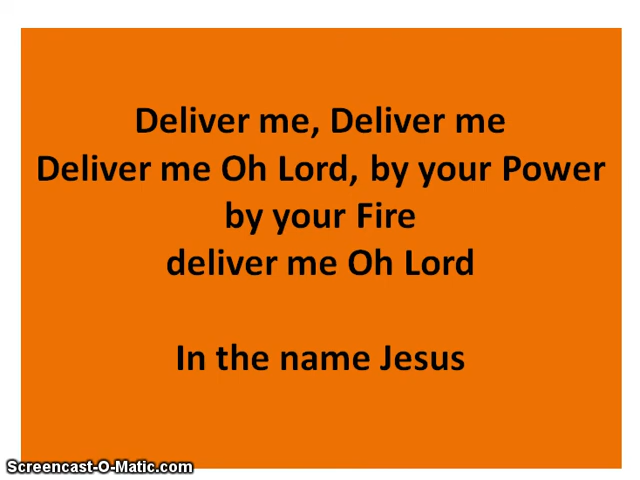 Deliver me, Deliver me
Deliver me Oh Lord, by your Power
by your Fire
deliver me Oh Lord
In the name Jesus
Screencast-O-Matic.com